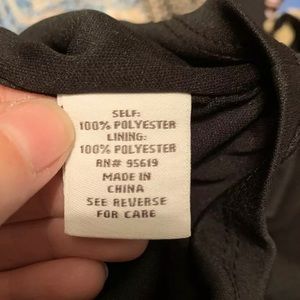 SELF:
100% POLYESTER
LINING:
100% POLYESTER
RN# 95619
MADE IN
CHINA
SEE REVERSE
FOR CARE